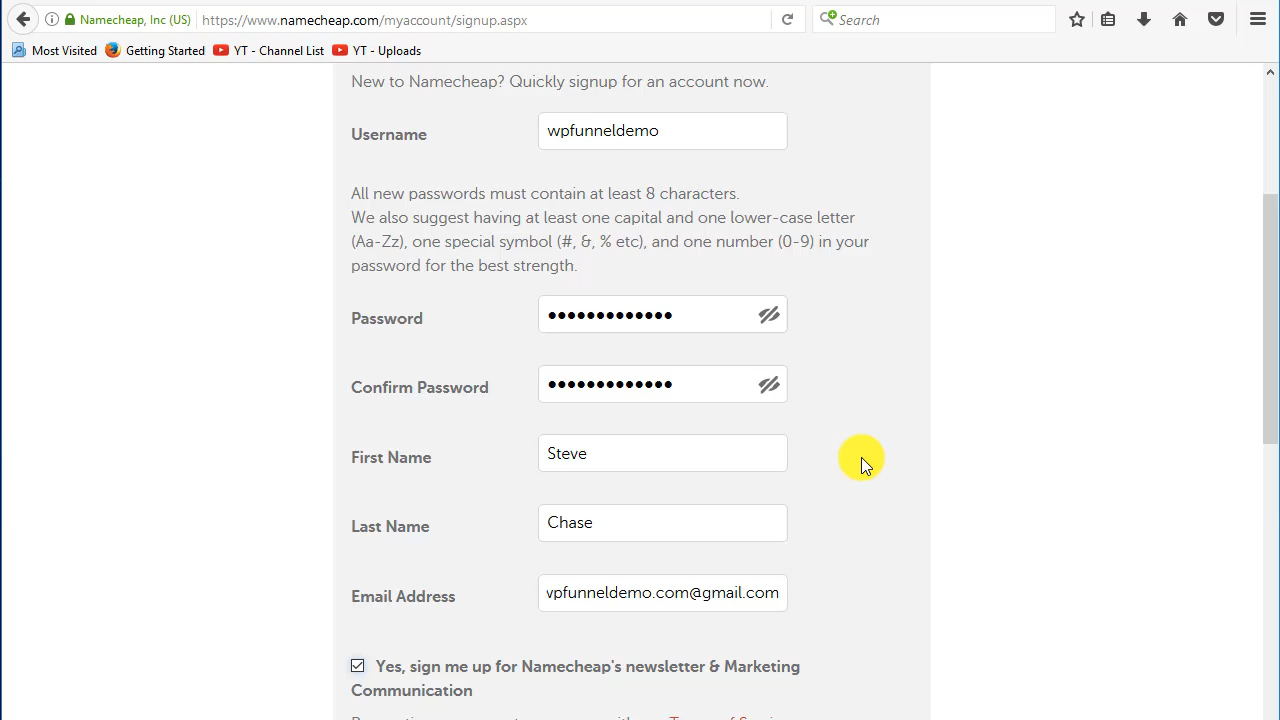 Namecheap, Inc (US) https://www.namecheap.com/myaccount/signup.aspx Search
Most Visited Getting Started YT - Channel List YT - Uploads
New to Namecheap? Quickly signup for an account now.
Username wpfunneldemo
All new passwords must contain at least 8 characters.
We also suggest having at least one capital and one lower-case letter
(Aa-Zz), one special symbol (#, &, % etc), and one number (0-9) in your
password for the best strength.
Password •••••••••••••
Confirm Password •••••••••••••
First Name Steve
Last Name Chase
Email Address wpfunneldemo.com@gmail.com
Yes, sign me up for Namecheap's newsletter & Marketing
Communication